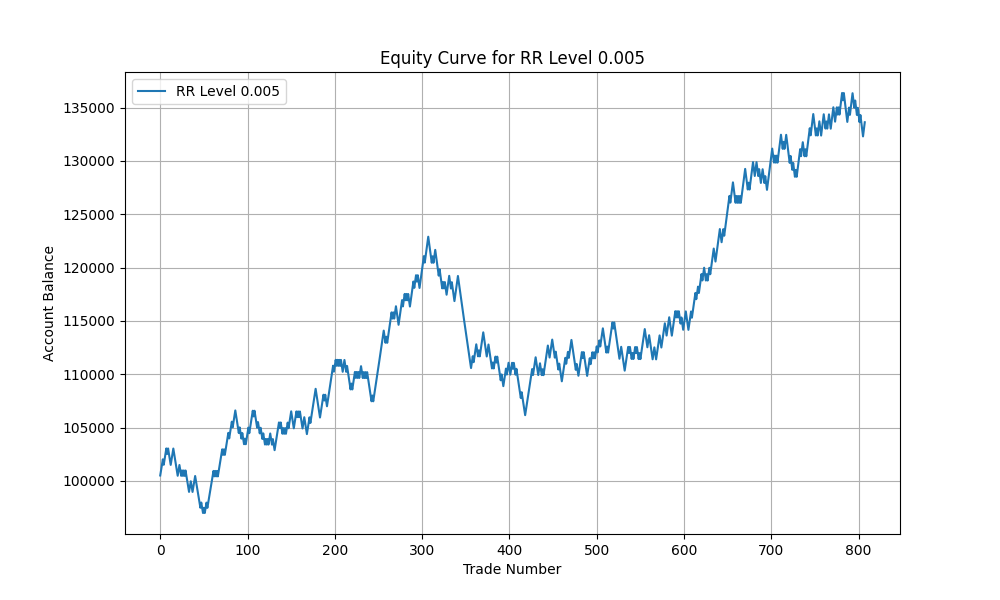 Equity Curve for RR Level 0.005
RR Level 0.005
Account Balance
135000
130000
125000
120000
115000
110000
105000
100000
0 100 200 300 400 500 600 700 800
Trade Number